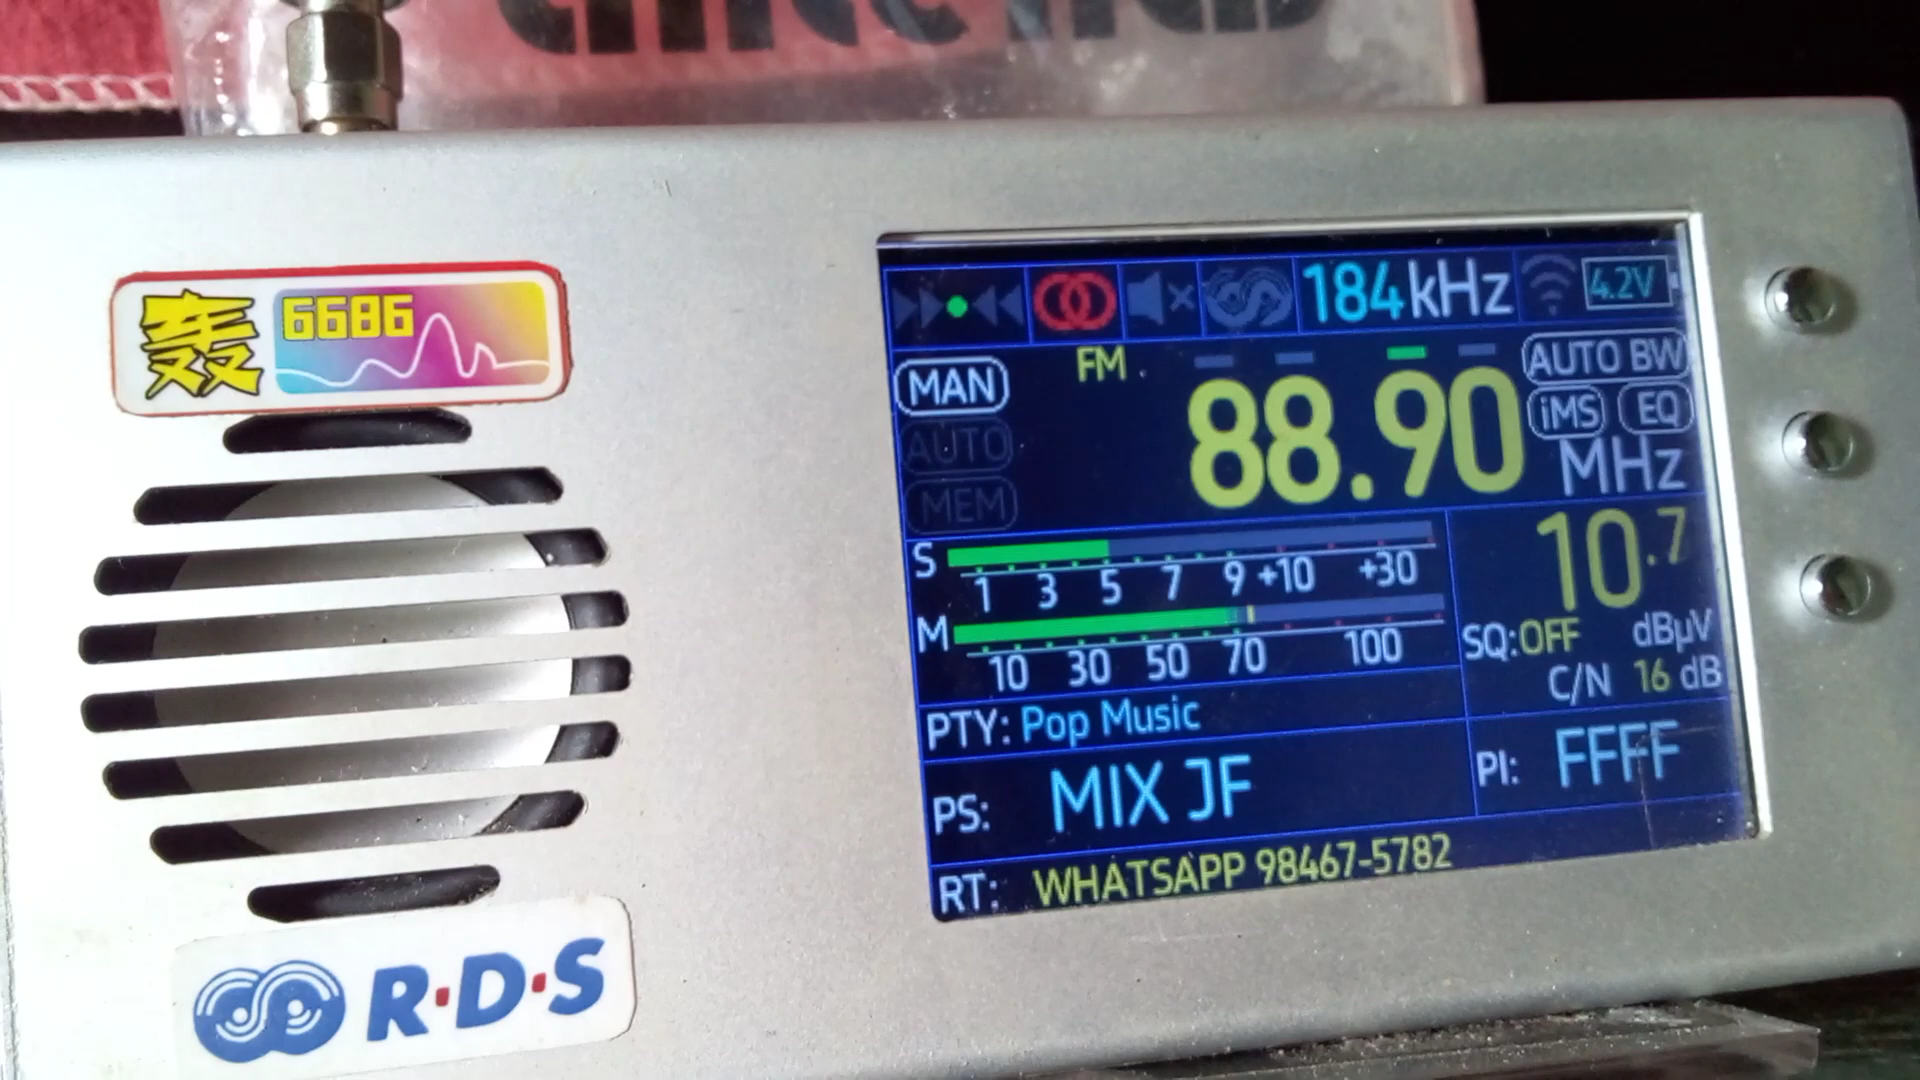 antennas
轰 6686
184kHz 4.2V
FM
MAN
AUTO
MEM
88.90 MHz
AUTO BW
iMS EQ
S
1 3 5 7 9 +10 +30
M
10 30 50 70 100
10.7 dBµV
SQ:OFF
C/N 16 dB
PTY: Pop Music
PS: MIX JF
PI: FFFF
RT: WHATSAPP 98467-5782
R·D·S